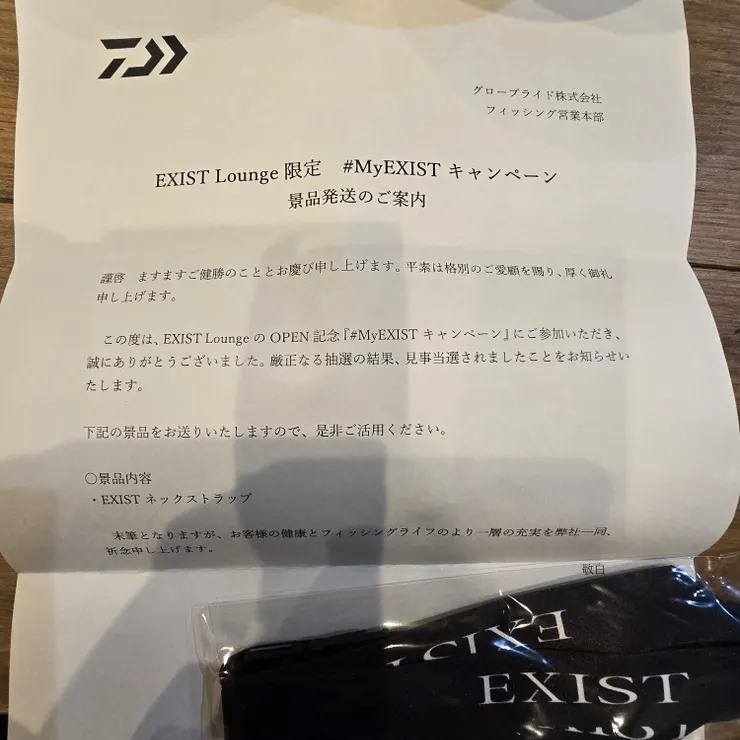 グローブライド株式会社
フィッシング営業本部
EXIST Lounge 限定　#MyEXIST キャンペーン
景品発送のご案内
謹啓　ますますご健勝のこととお慶び申し上げます。平素は格別のご愛顧を賜り、厚く御礼
申し上げます。
この度は、EXIST Lounge の OPEN 記念『#MyEXIST キャンペーン』にご参加いただき、
誠にありがとうございました。厳正なる抽選の結果、見事当選されましたことをお知らせい
たします。
下記の景品をお送りいたしますので、是非ご活用ください。
〇景品内容
・EXIST ネックストラップ
末筆となりますが、お客様の健康とフィッシングライフのより一層の充実を弊社一同、
祈念申し上げます。
敬白
EXIST
EXIST